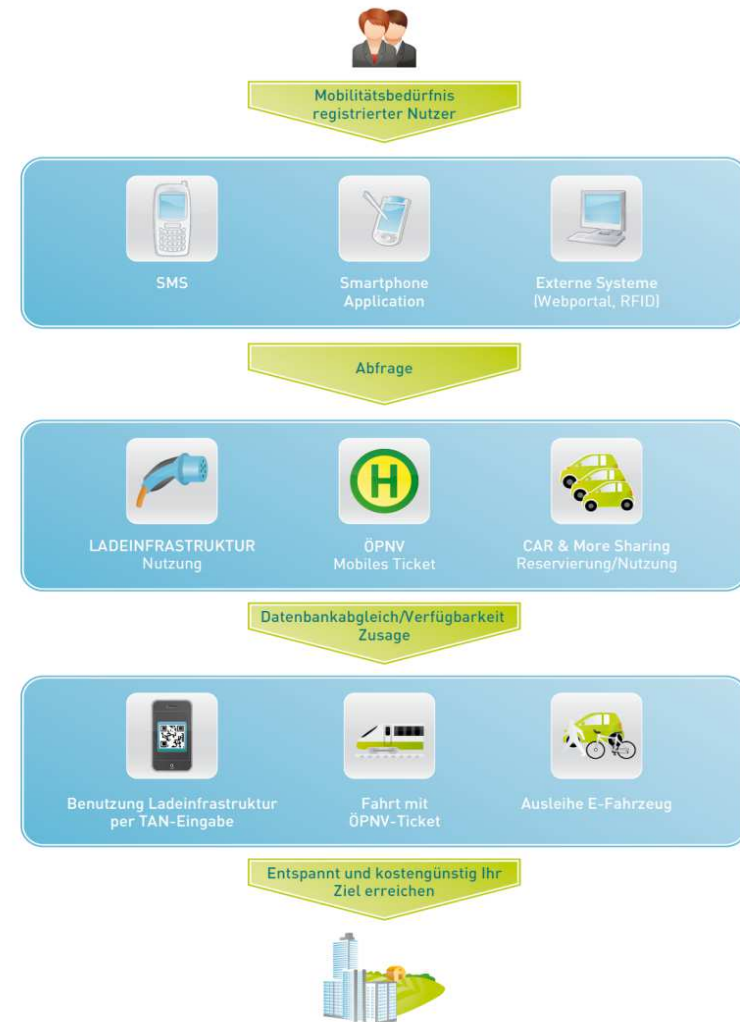 Mobilitätsbedürfnis
registrierter Nutzer
SMS
Smartphone
Application
Externe Systeme
(Webportal, RFID)
Abfrage
LADEINFRASTRUKTUR
Nutzung
H
ÖPNV
Mobiles Ticket
CAR & More Sharing
Reservierung/Nutzung
Datenbankabgleich/Verfügbarkeit
Zusage
Benutzung Ladeinfrastruktur
per TAN-Eingabe
Fahrt mit
ÖPNV-Ticket
Ausleihe E-Fahrzeug
Entspannt und kostengünstig Ihr
Ziel erreichen